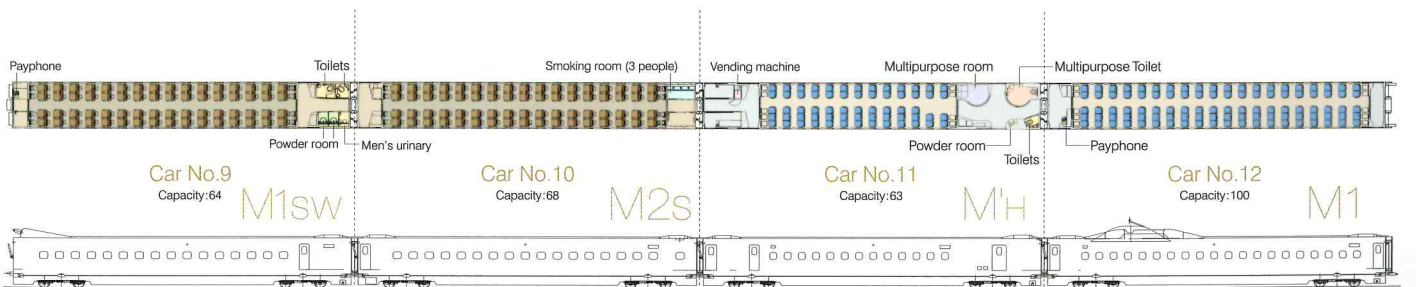 Payphone
Toilets
Smoking room (3 people)
Vending machine
Multipurpose room
Multipurpose Toilet
Powder room
Men's urinary
Powder room
Toilets
Payphone
Car No.9
Capacity:64
M1sw
Car No.10
Capacity:68
M2s
Car No.11
Capacity:63
M'H
Car No.12
Capacity:100
M1